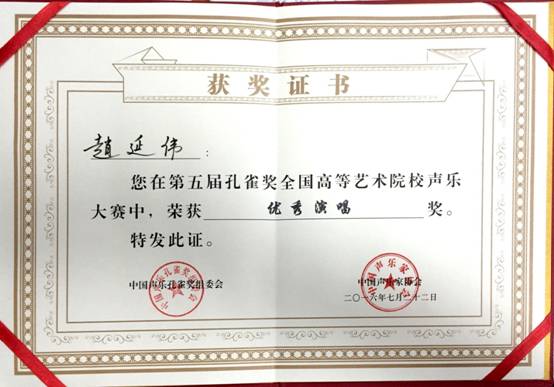 获奖证书
趙延伟：
您在第五届孔雀奖全国高等艺术院校声乐
大赛中，荣获 优秀演唱 奖。
特发此证。
中国声乐孔雀奖组委会 中国声乐家协会
二〇一六年七月二十二日